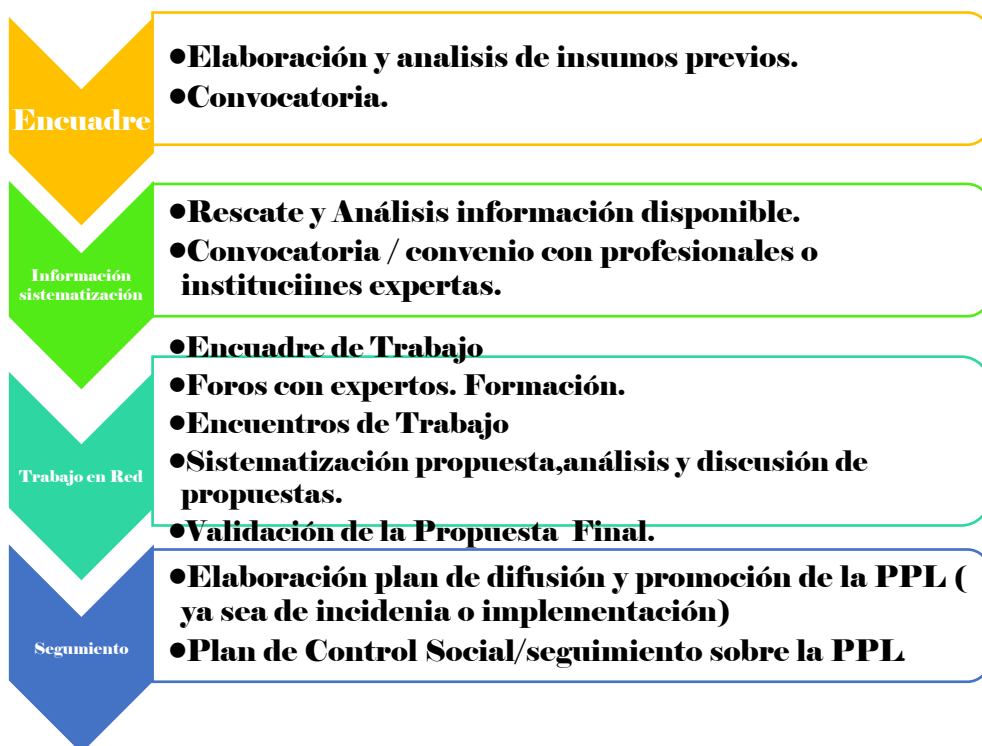 Encuadre
•Elaboración y analisis de insumos previos.
•Convocatoria.
Información
sistematización
•Rescate y Análisis información disponible.
•Convocatoria / convenio con profesionales o
instituciines expertas.
Trabajo en Red
•Encuadre de Trabajo
•Foros con expertos. Formación.
•Encuentros de Trabajo
•Sistematización propuesta,análisis y discusión de
propuestas.
•Validación de la Propuesta  Final.
Segumiento
•Elaboración plan de difusión y promoción de la PPL (
ya sea de incidenia o implementación)
•Plan de Control Social/seguimiento sobre la PPL